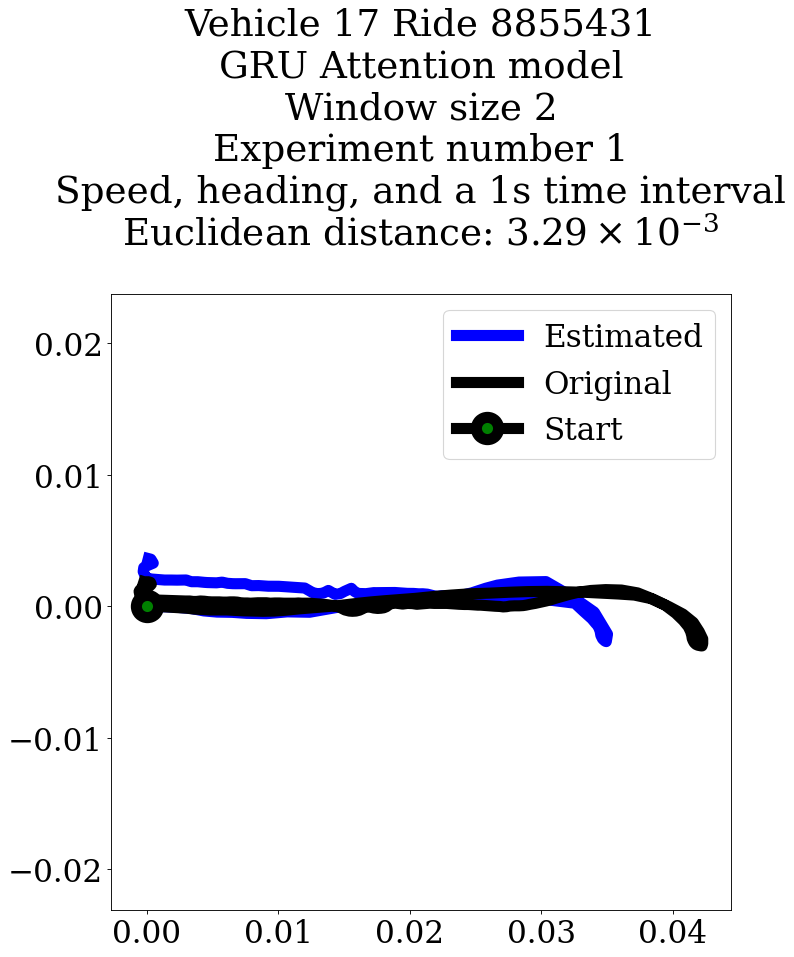 Vehicle 17 Ride 8855431
GRU Attention model
Window size 2
Experiment number 1
Speed, heading, and a 1s time interval
Euclidean distance: 3.29 × 10⁻³
Estimated
Original
Start
0.02
0.01
0.00
−0.01
−0.02
0.00 0.01 0.02 0.03 0.04